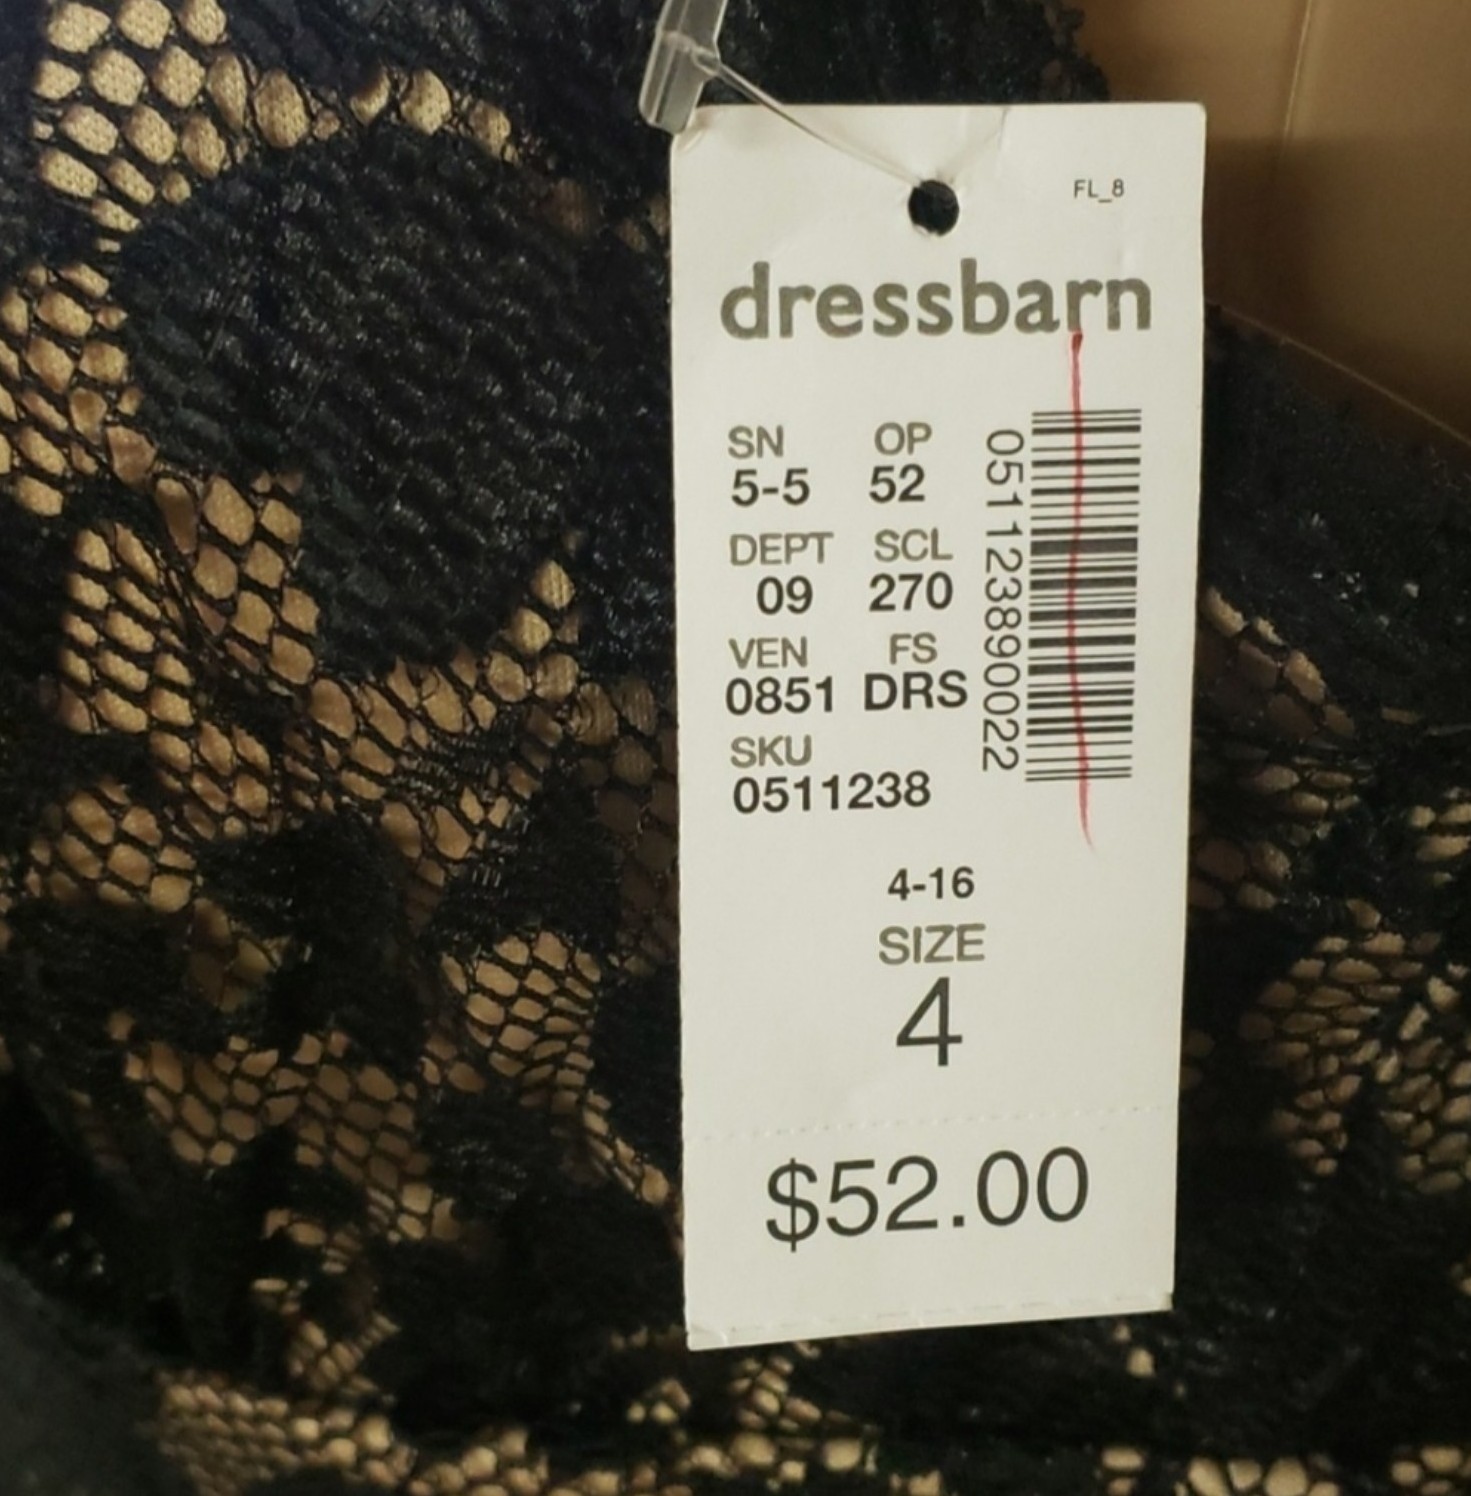 FL_8
dressbarn
SN OP
5-5 52
DEPT SCL
09 270
VEN FS
0851 DRS
SKU
0511238
051123890022
4-16
SIZE
4
$52.00